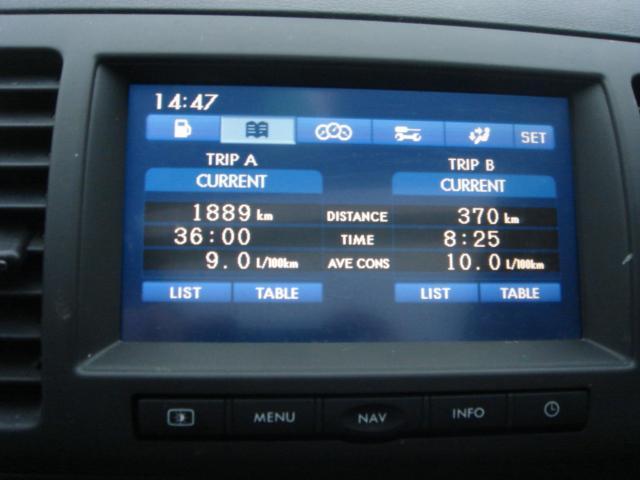 14:47
SET
TRIP A TRIP B
CURRENT CURRENT
1889 km DISTANCE 370 km
36:00 TIME 8:25
9.0 L/100km AVE CONS 10.0 L/100km
LIST TABLE LIST TABLE
MENU NAV INFO